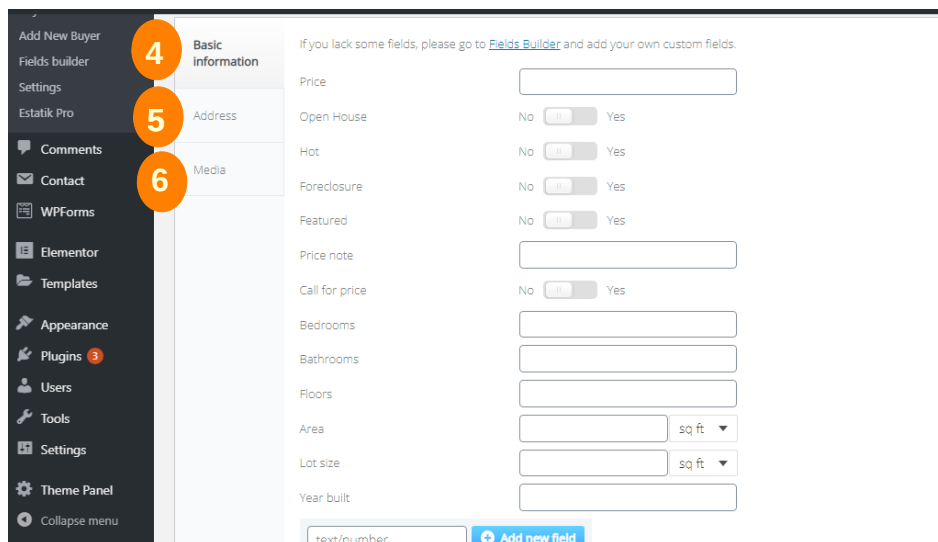 Add New Buyer
Fields builder
Settings
Estatik Pro
Comments
Contact
WPForms
Elementor
Templates
Appearance
Plugins 3
Users
Tools
Settings
Theme Panel
Collapse menu
4
Basic
information
5
Address
6
Media
If you lack some fields, please go to Fields Builder and add your own custom fields.
Price
Open House No Yes
Hot No Yes
Foreclosure No Yes
Featured No Yes
Price note
Call for price No Yes
Bedrooms
Bathrooms
Floors
Area sq ft
Lot size sq ft
Year built
text/number Add new field